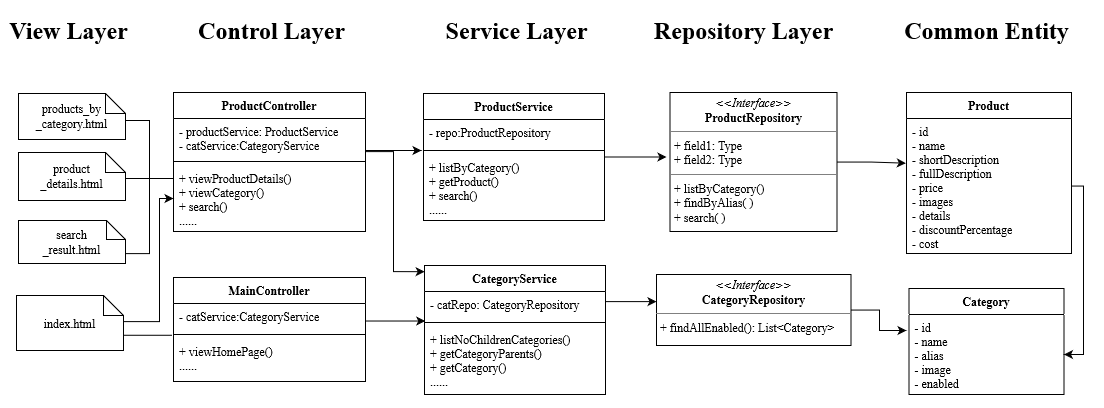 View Layer
Control Layer
Service Layer
Repository Layer
Common Entity
products_by
_category.html
product
_details.html
search
_result.html
index.html
ProductController
- productService: ProductService
- catService:CategoryService
+ viewProductDetails()
+ viewCategory()
+ search()
......
MainController
- catService:CategoryService
+ viewHomePage()
......
ProductService
- repo:ProductRepository
+ listByCategory()
+ getProduct()
+ search()
......
CategoryService
- catRepo: CategoryRepository
+ listNoChildrenCategories()
+ getCategoryParents()
+ getCategory()
......
<<Interface>>
ProductRepository
+ field1: Type
+ field2: Type
+ listByCategory()
+ findByAlias( )
+ search( )
<<Interface>>
CategoryRepository
+ findAllEnabled(): List<Category>
Product
- id
- name
- shortDescription
- fullDescription
- price
- images
- details
- discountPercentage
- cost
Category
- id
- name
- alias
- image
- enabled